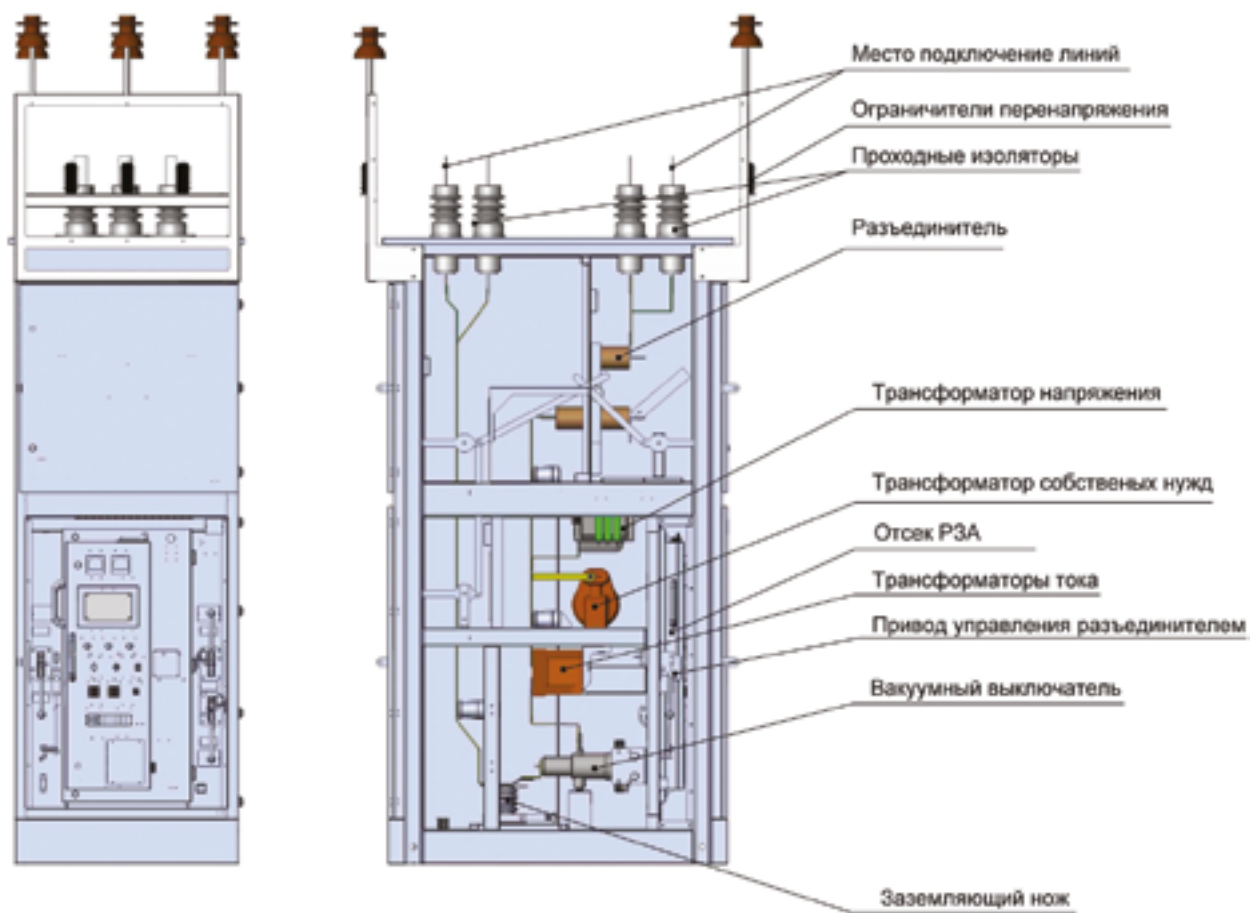 Место подключение линий
Ограничители перенапряжения
Проходные изоляторы
Разъединитель
Трансформатор напряжения
Трансформатор собственых нужд
Отсек РЗА
Трансформаторы тока
Привод управления разъединителем
Вакуумный выключатель
Заземляющий нож